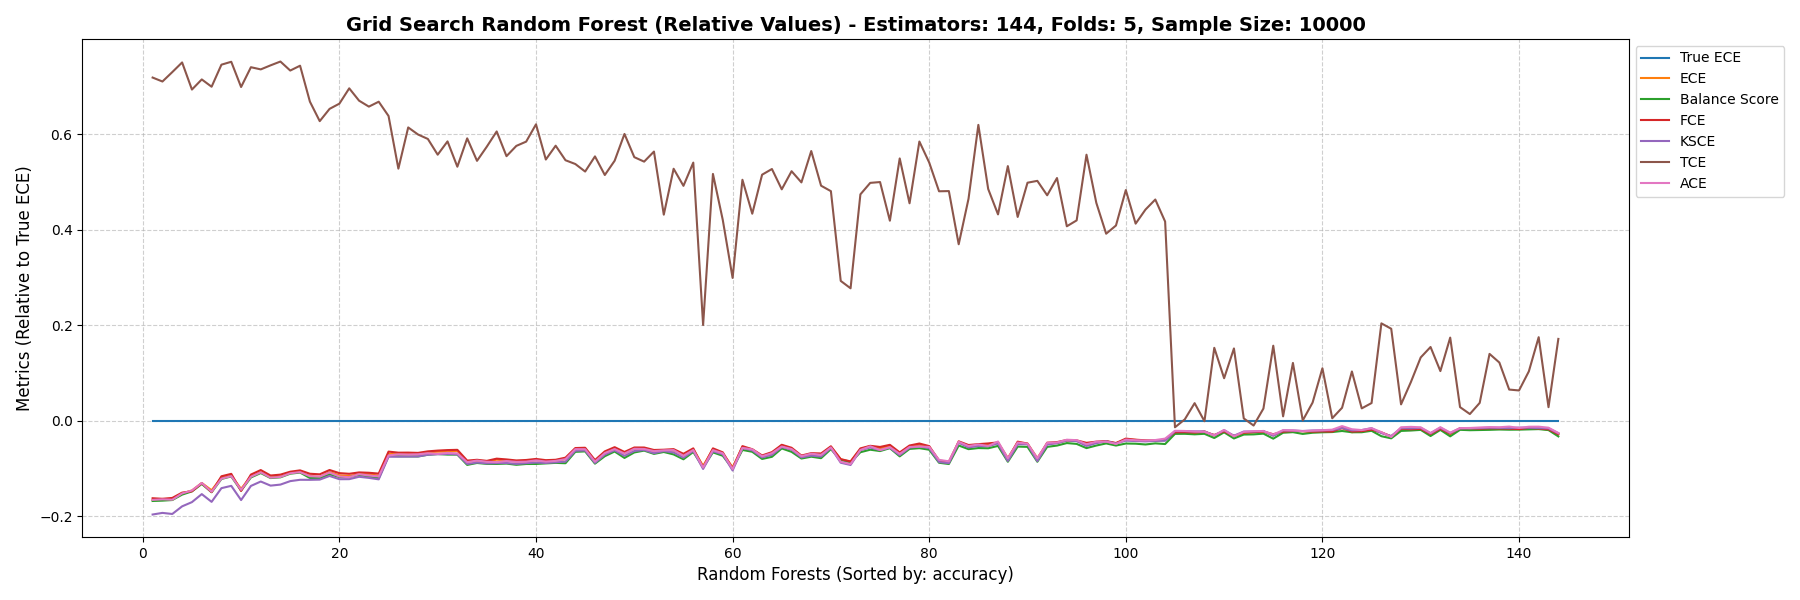 Grid Search Random Forest (Relative Values) - Estimators: 144, Folds: 5, Sample Size: 10000
Metrics (Relative to True ECE)
0.6
0.4
0.2
0.0
−0.2
0
20
40
60
80
100
120
140
Random Forests (Sorted by: accuracy)
True ECE
ECE
Balance Score
FCE
KSCE
TCE
ACE